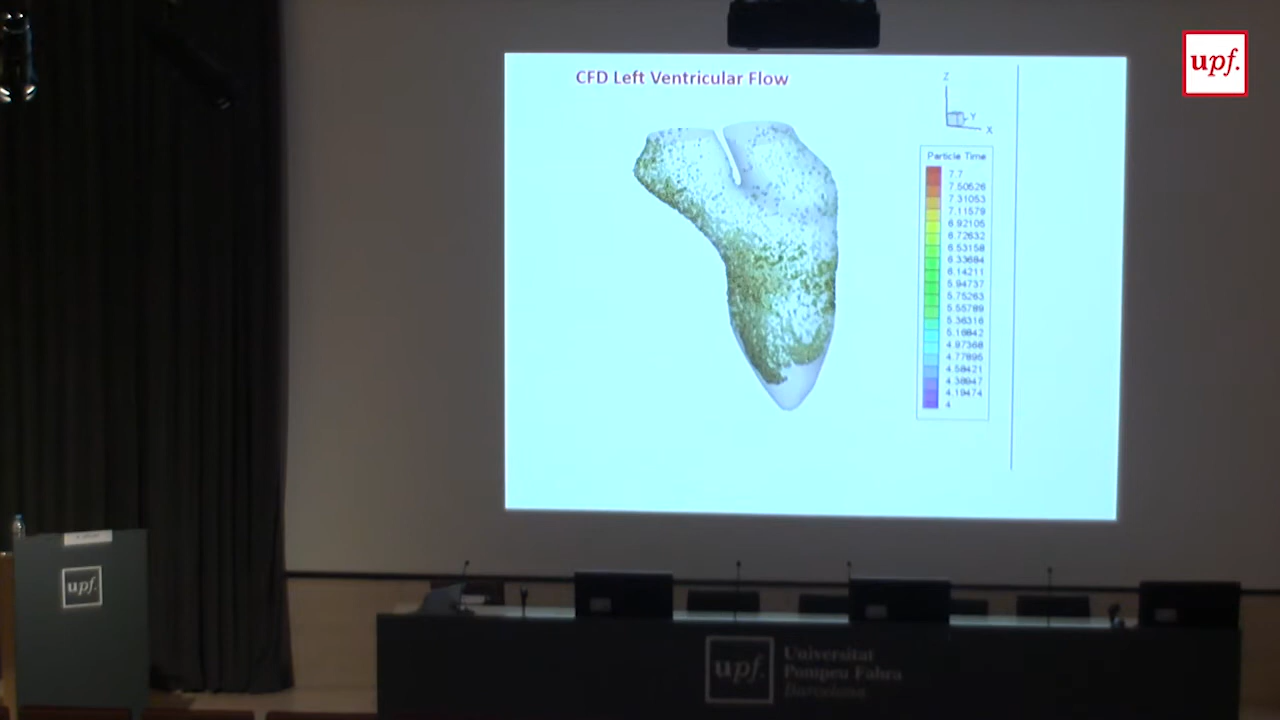 upf.
CFD Left Ventricular Flow
Z
Y
X
Particle Time
7.7
7.50526
7.31053
7.11579
6.92105
6.72632
6.53158
6.33684
6.14211
5.94737
5.75263
5.55789
5.36316
5.16842
4.97368
4.77895
4.58421
4.38947
4.19474
4
upf.
upf.
Universitat
Pompeu Fabra
Barcelona